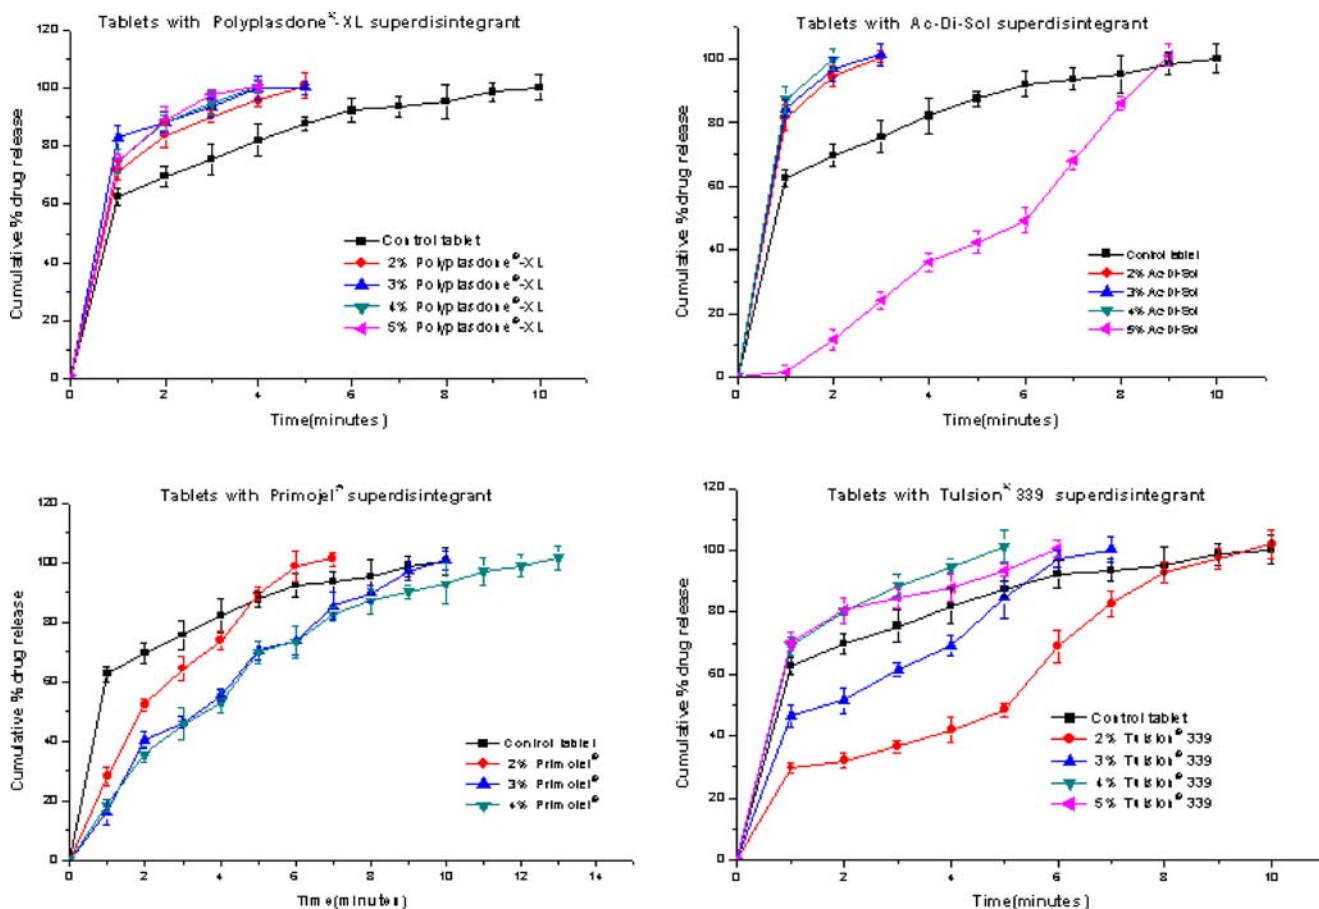 Tablets with Polyplasdone®-XL superdisintegrant
Cumulative % drug release
120
100
80
60
40
20
0
Control tablet
2% Polyplasdone®-XL
3% Polyplasdone®-XL
4% Polyplasdone®-XL
5% Polyplasdone®-XL
0 2 4 6 8 10
Time(minutes)
Tablets with Ac-Di-Sol superdisintegrant
Cumulative % drug release
100
80
60
40
20
0
Control tablet
2% Ac-Di-Sol
3% Ac-Di-Sol
4% Ac-Di-Sol
5% Ac-Di-Sol
0 2 4 6 8 10
Time(minutes)
Tablets with Primojel® superdisintegrant
Cumulative % drug release
120
100
80
60
40
20
0
Control tablet
2% Primojel®
3% Primojel®
4% Primojel®
0 2 4 6 8 10 12 14
Time(minutes)
Tablets with Tulsion® 339 superdisintegrant
Cumulative % drug release
120
100
80
60
40
20
0
Control tablet
2% Tulsion® 339
3% Tulsion® 339
4% Tulsion® 339
5% Tulsion® 339
0 2 4 6 8 10
Time(minutes)